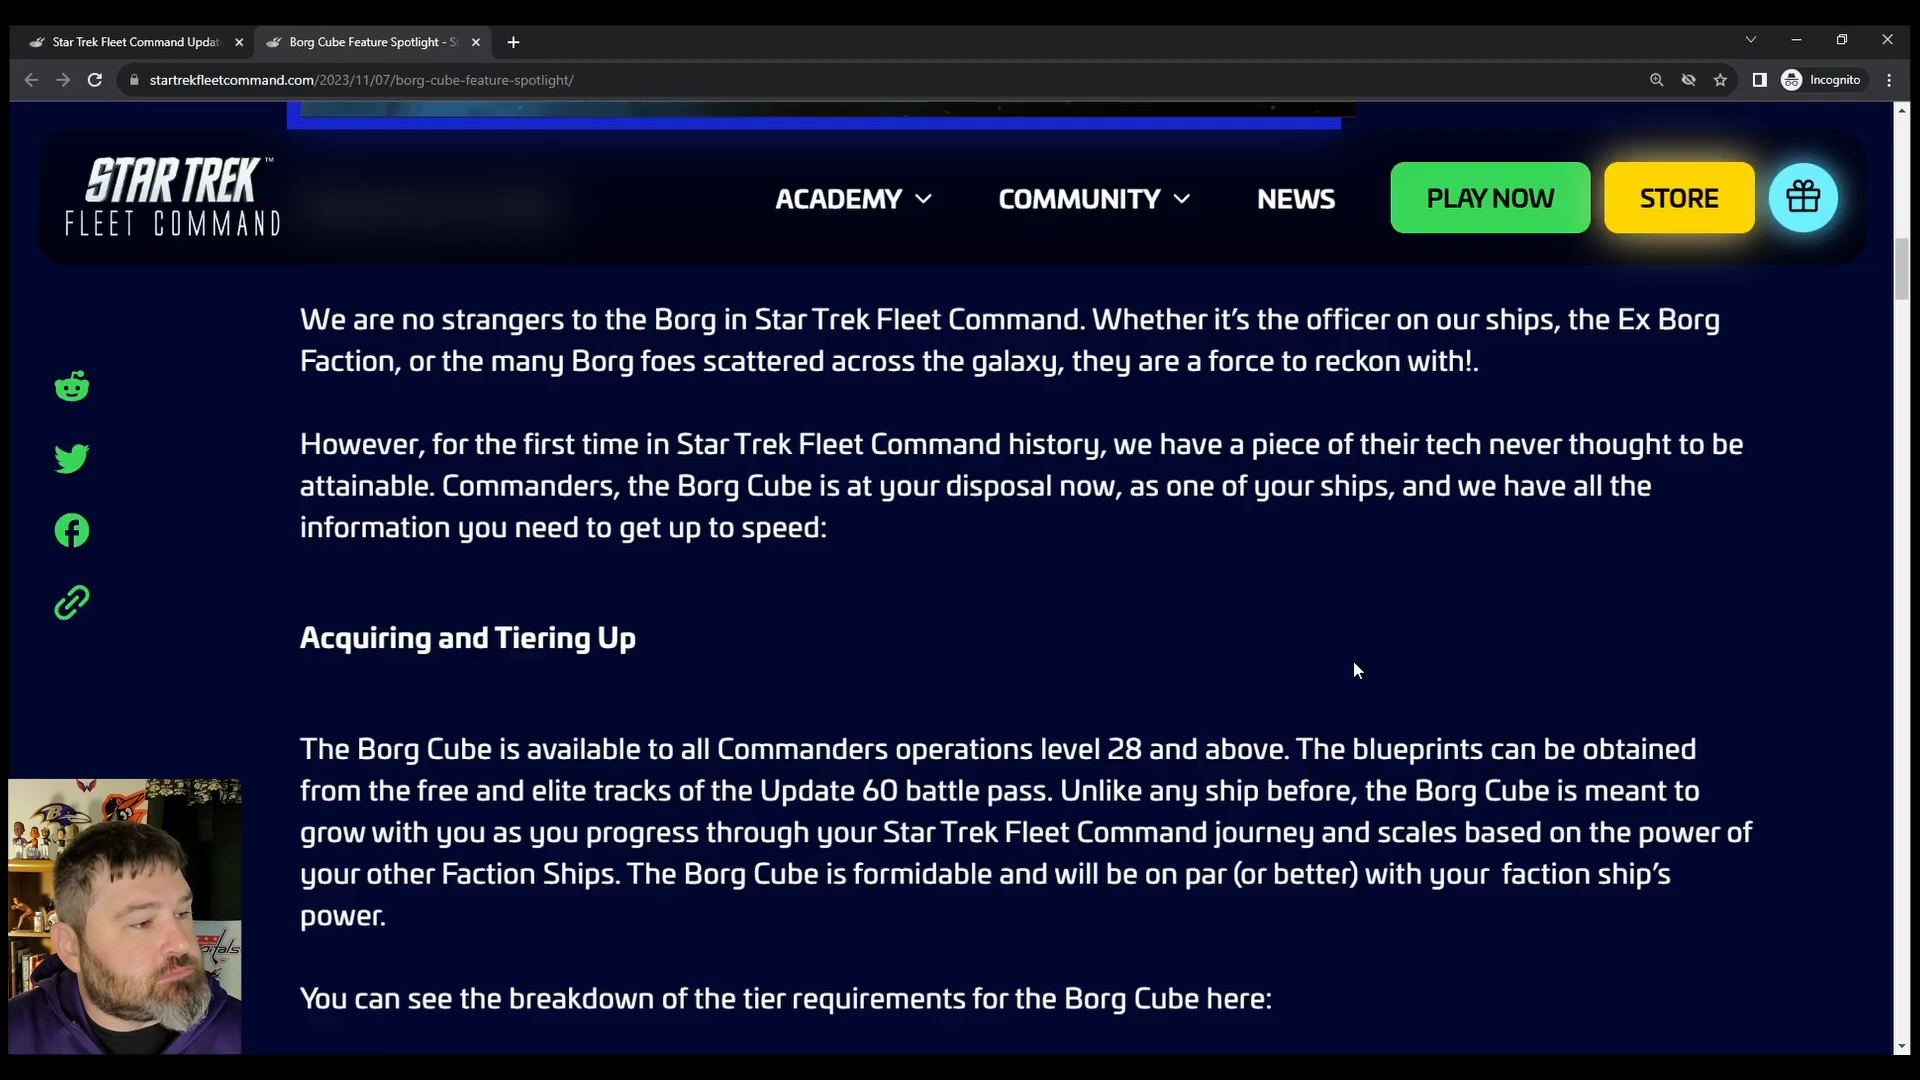 Star Trek Fleet Command Updat
Borg Cube Feature Spotlight - S
startrekfleetcommand.com/2023/11/07/borg-cube-feature-spotlight/
Incognito
STAR TREK™
FLEET COMMAND
ACADEMY
COMMUNITY
NEWS
PLAY NOW
STORE
We are no strangers to the Borg in Star Trek Fleet Command. Whether it's the officer on our ships, the Ex Borg
Faction, or the many Borg foes scattered across the galaxy, they are a force to reckon with!.
However, for the first time in Star Trek Fleet Command history, we have a piece of their tech never thought to be
attainable. Commanders, the Borg Cube is at your disposal now, as one of your ships, and we have all the
information you need to get up to speed:
Acquiring and Tiering Up
The Borg Cube is available to all Commanders operations level 28 and above. The blueprints can be obtained
from the free and elite tracks of the Update 60 battle pass. Unlike any ship before, the Borg Cube is meant to
grow with you as you progress through your Star Trek Fleet Command journey and scales based on the power of
your other Faction Ships. The Borg Cube is formidable and will be on par (or better) with your faction ship's
power.
You can see the breakdown of the tier requirements for the Borg Cube here: